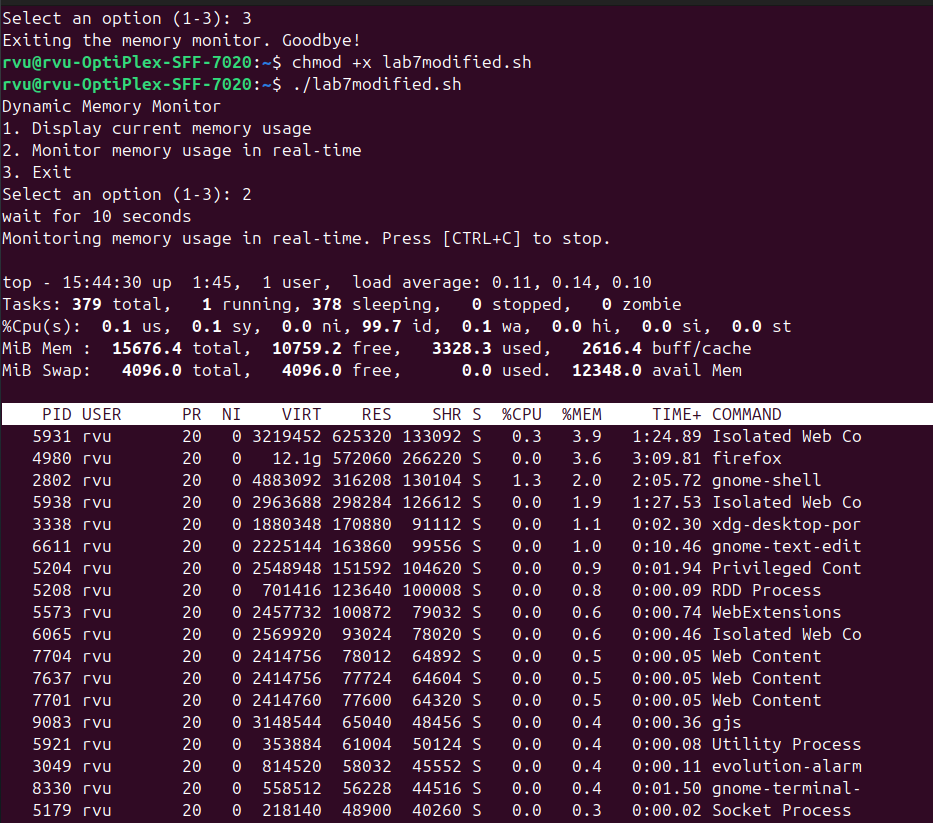 Select an option (1-3): 3
Exiting the memory monitor. Goodbye!
rvu@rvu-OptiPlex-SFF-7020:~$ chmod +x lab7modified.sh
rvu@rvu-OptiPlex-SFF-7020:~$ ./lab7modified.sh
Dynamic Memory Monitor
1. Display current memory usage
2. Monitor memory usage in real-time
3. Exit
Select an option (1-3): 2
wait for 10 seconds
Monitoring memory usage in real-time. Press [CTRL+C] to stop.

top - 15:44:30 up  1:45,  1 user,  load average: 0.11, 0.14, 0.10
Tasks: 379 total,   1 running, 378 sleeping,   0 stopped,   0 zombie
%Cpu(s):  0.1 us,  0.1 sy,  0.0 ni, 99.7 id,  0.1 wa,  0.0 hi,  0.0 si,  0.0 st
MiB Mem :  15676.4 total,  10759.2 free,   3328.3 used,   2616.4 buff/cache
MiB Swap:   4096.0 total,   4096.0 free,      0.0 used.  12348.0 avail Mem

    PID USER      PR  NI    VIRT    RES    SHR S  %CPU  %MEM     TIME+ COMMAND
   5931 rvu       20   0 3219452 625320 133092 S   0.3   3.9   1:24.89 Isolated Web Co
   4980 rvu       20   0   12.1g 572060 266220 S   0.0   3.6   3:09.81 firefox
   2802 rvu       20   0 4883092 316208 130104 S   1.3   2.0   2:05.72 gnome-shell
   5938 rvu       20   0 2963688 298284 126612 S   0.0   1.9   1:27.53 Isolated Web Co
   3338 rvu       20   0 1880348 170880  91112 S   0.0   1.1   0:02.30 xdg-desktop-por
   6611 rvu       20   0 2225144 163860  99556 S   0.0   1.0   0:10.46 gnome-text-edit
   5204 rvu       20   0 2548948 151592 104620 S   0.0   0.9   0:01.94 Privileged Cont
   5208 rvu       20   0  701416 123640 100008 S   0.0   0.8   0:00.09 RDD Process
   5573 rvu       20   0 2457732 100872  79032 S   0.0   0.6   0:00.74 WebExtensions
   6065 rvu       20   0 2569920  93024  78020 S   0.0   0.6   0:00.46 Isolated Web Co
   7704 rvu       20   0 2414756  78012  64892 S   0.0   0.5   0:00.05 Web Content
   7637 rvu       20   0 2414756  77724  64604 S   0.0   0.5   0:00.05 Web Content
   7701 rvu       20   0 2414760  77600  64320 S   0.0   0.5   0:00.05 Web Content
   9083 rvu       20   0 3148544  65040  48456 S   0.0   0.4   0:00.36 gjs
   5921 rvu       20   0  353884  61004  50124 S   0.0   0.4   0:00.08 Utility Process
   3049 rvu       20   0  814520  58032  45552 S   0.0   0.4   0:00.11 evolution-alarm
   8330 rvu       20   0  558512  56228  44516 S   0.0   0.4   0:01.50 gnome-terminal-
   5179 rvu       20   0  218140  48900  40260 S   0.0   0.3   0:00.02 Socket Process